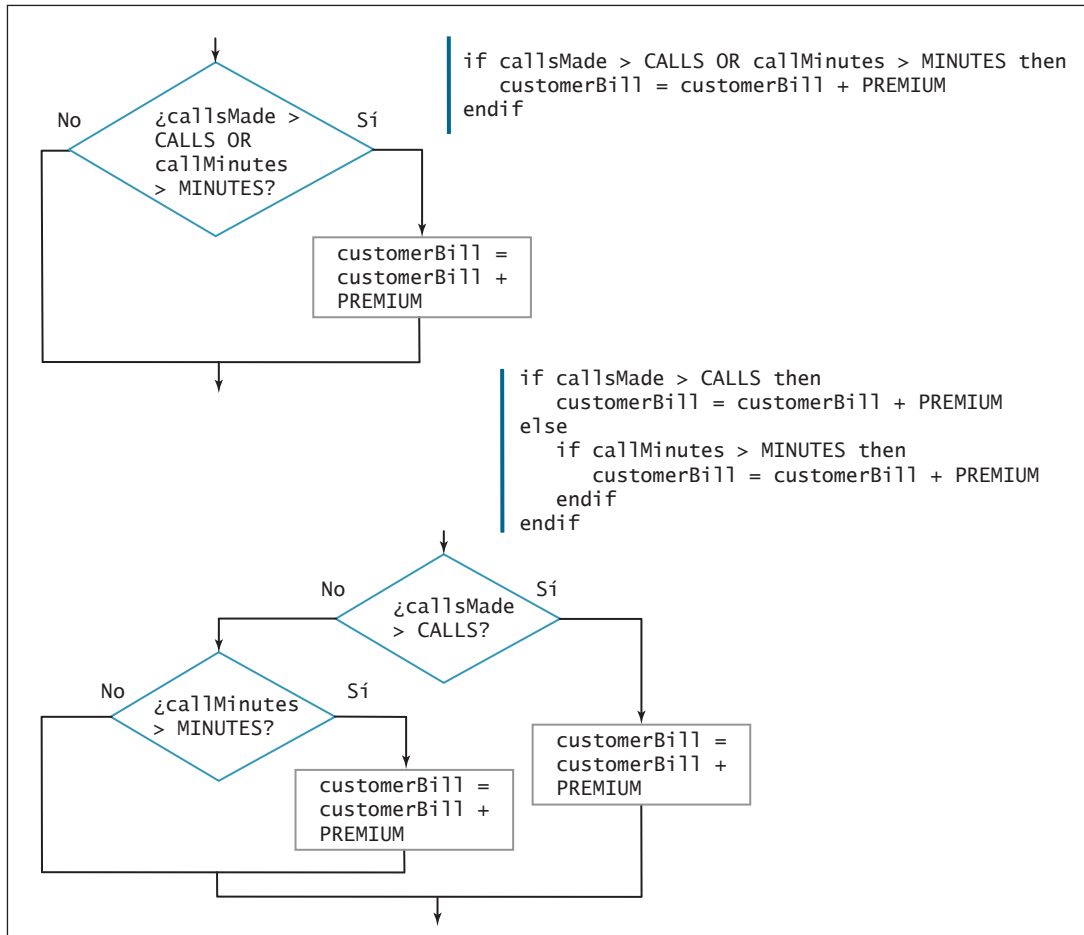 if callsMade > CALLS OR callMinutes > MINUTES then
customerBill = customerBill + PREMIUM
endif
No
¿callsMade >
CALLS OR
callMinutes
> MINUTES?
Sí
customerBill =
customerBill +
PREMIUM
if callsMade > CALLS then
customerBill = customerBill + PREMIUM
else
if callMinutes > MINUTES then
customerBill = customerBill + PREMIUM
endif
endif
No
¿callsMade
> CALLS?
Sí
No
¿callMinutes
> MINUTES?
Sí
customerBill =
customerBill +
PREMIUM
customerBill =
customerBill +
PREMIUM